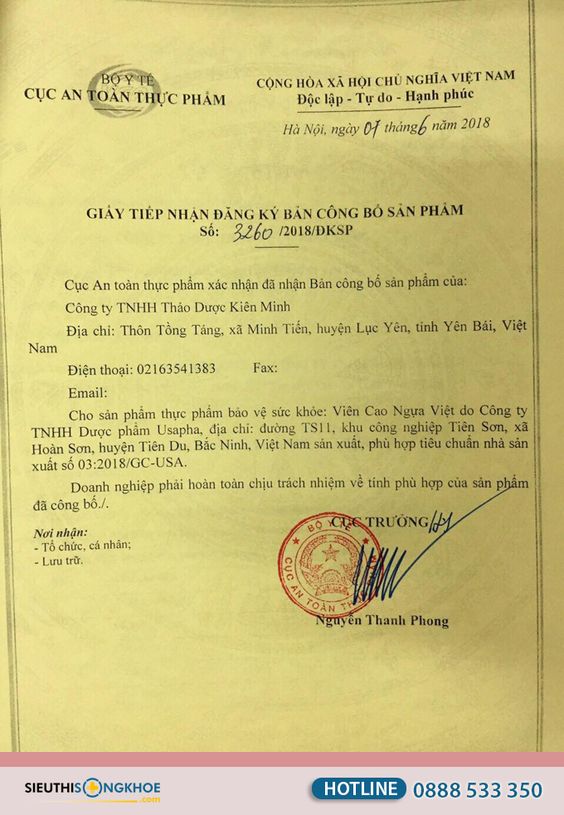 BỘ Y TẾ
CỤC AN TOÀN THỰC PHẨM
CỘNG HÒA XÃ HỘI CHỦ NGHĨA VIỆT NAM
Độc lập - Tự do - Hạnh phúc
Hà Nội, ngày 07 tháng 6 năm 2018
GIẤY TIẾP NHẬN ĐĂNG KÝ BẢN CÔNG BỐ SẢN PHẨM
Số: 3260 /2018/ĐKSP
Cục An toàn thực phẩm xác nhận đã nhận Bản công bố sản phẩm của:
Công ty TNHH Thảo Dược Kiên Minh
Địa chỉ: Thôn Tồng Táng, xã Minh Tiến, huyện Lục Yên, tỉnh Yên Bái, Việt
Nam
Điện thoại: 02163541383 Fax:
Email:
Cho sản phẩm thực phẩm bảo vệ sức khỏe: Viên Cao Ngựa Việt do Công ty
TNHH Dược phẩm Usapha, địa chỉ: đường TS11, khu công nghiệp Tiên Sơn, xã
Hoàn Sơn, huyện Tiên Du, Bắc Ninh, Việt Nam sản xuất, phù hợp tiêu chuẩn nhà sản
xuất số 03:2018/GC-USA.
Doanh nghiệp phải hoàn toàn chịu trách nhiệm về tính phù hợp của sản phẩm
đã công bố./.
Nơi nhận:
- Tổ chức, cá nhân;
- Lưu trữ.
CỤC TRƯỞNG
BỘ Y TẾ
CỤC AN TOÀN
Nguyễn Thanh Phong
SIEUTHISONGKHOE
.com
HOTLINE 0888 533 350